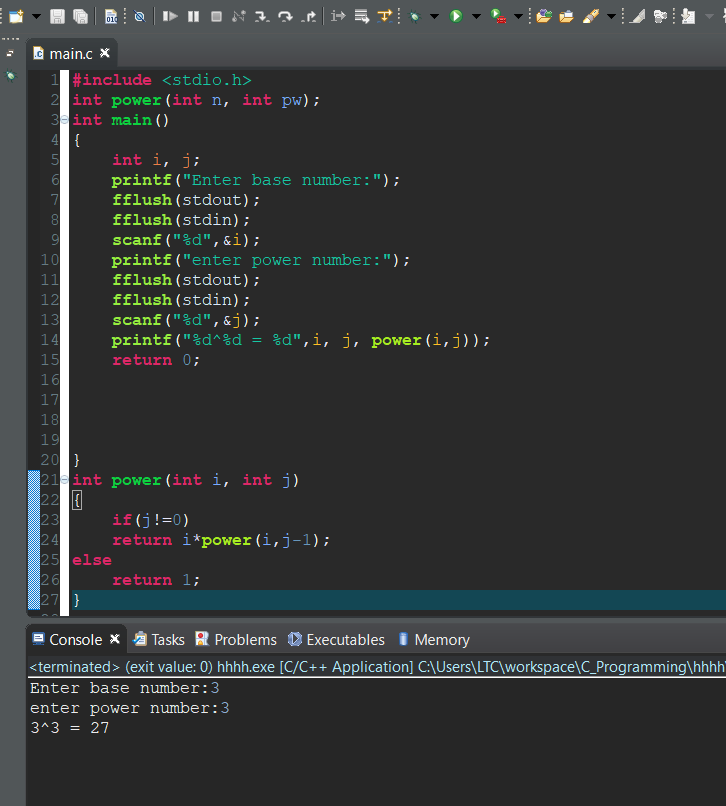 main.c
1 #include <stdio.h>
2 int power(int n, int pw);
3 int main()
4 {
5 int i, j;
6 printf("Enter base number:");
7 fflush(stdout);
8 fflush(stdin);
9 scanf("%d",&i);
10 printf("enter power number:");
11 fflush(stdout);
12 fflush(stdin);
13 scanf("%d",&j);
14 printf("%d^%d = %d",i, j, power(i,j));
15 return 0;
16
17
18
19
20 }
21 int power(int i, int j)
22 {
23 if(j!=0)
24 return i*power(i,j-1);
25 else
26 return 1;
27 }
Console Tasks Problems Executables Memory
<terminated> (exit value: 0) hhhh.exe [C/C++ Application] C:\Users\LTC\workspace\C_Programming\hhhh\
Enter base number:3
enter power number:3
3^3 = 27